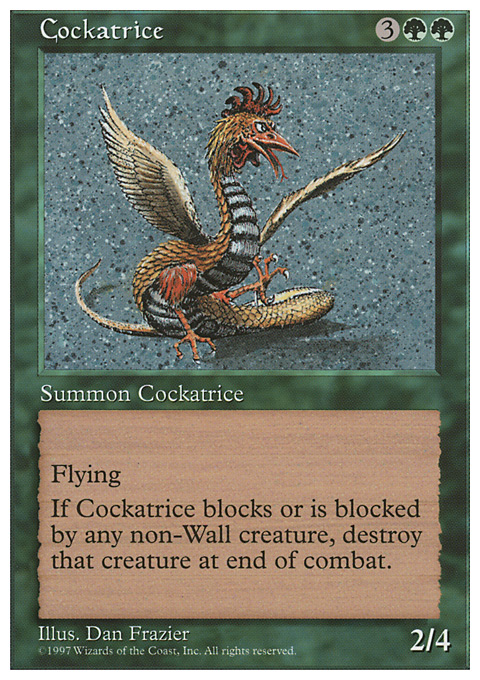 Cockatrice 3
Summon Cockatrice
Flying
If Cockatrice blocks or is blocked
by any non-Wall creature, destroy
that creature at end of combat.
Illus. Dan Frazier
©1997 Wizards of the Coast, Inc. All rights reserved.
2/4